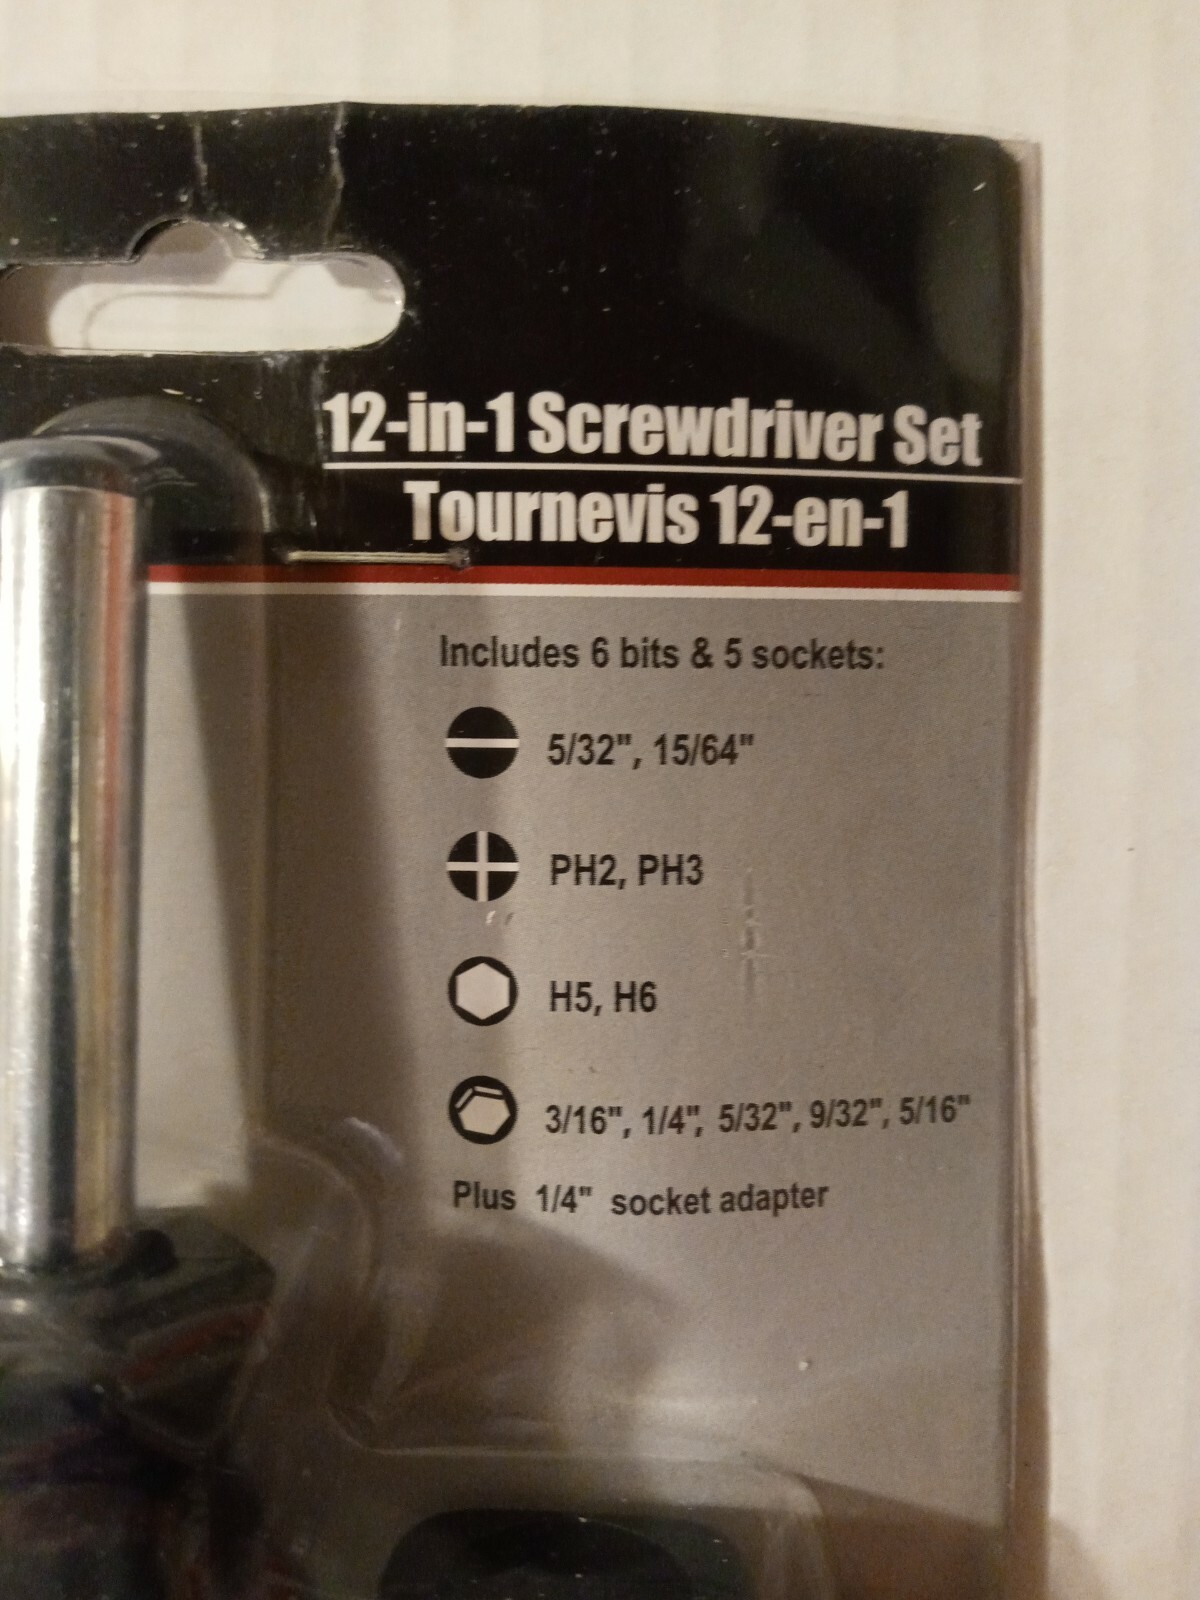 12-in-1 Screwdriver Set
Tournevis 12-en-1
Includes 6 bits & 5 sockets:
5/32", 15/64"
PH2, PH3
H5, H6
3/16", 1/4", 5/32", 9/32", 5/16"
Plus 1/4" socket adapter